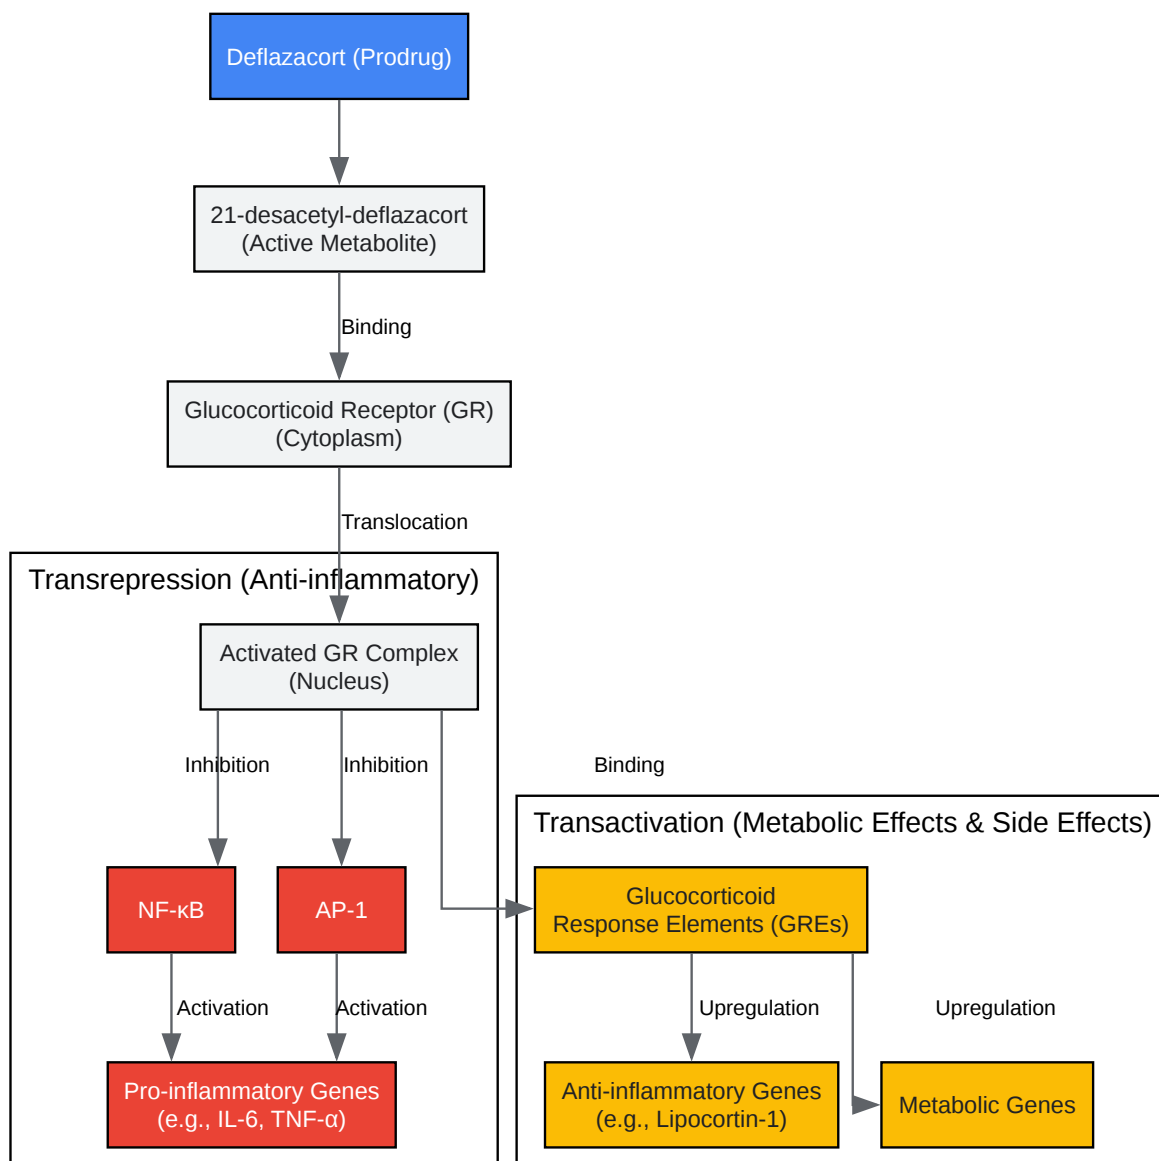 Deflazacort (Prodrug)
21-desacetyl-deflazacort
(Active Metabolite)
Binding
Glucocorticoid Receptor (GR)
(Cytoplasm)
Translocation
Transrepression (Anti-inflammatory)
Activated GR Complex
(Nucleus)
Inhibition
Inhibition
Binding
Transactivation (Metabolic Effects & Side Effects)
NF-κB
AP-1
Glucocorticoid
Response Elements (GREs)
Activation
Activation
Upregulation
Upregulation
Pro-inflammatory Genes
(e.g., IL-6, TNF-α)
Anti-inflammatory Genes
(e.g., Lipocortin-1)
Metabolic Genes